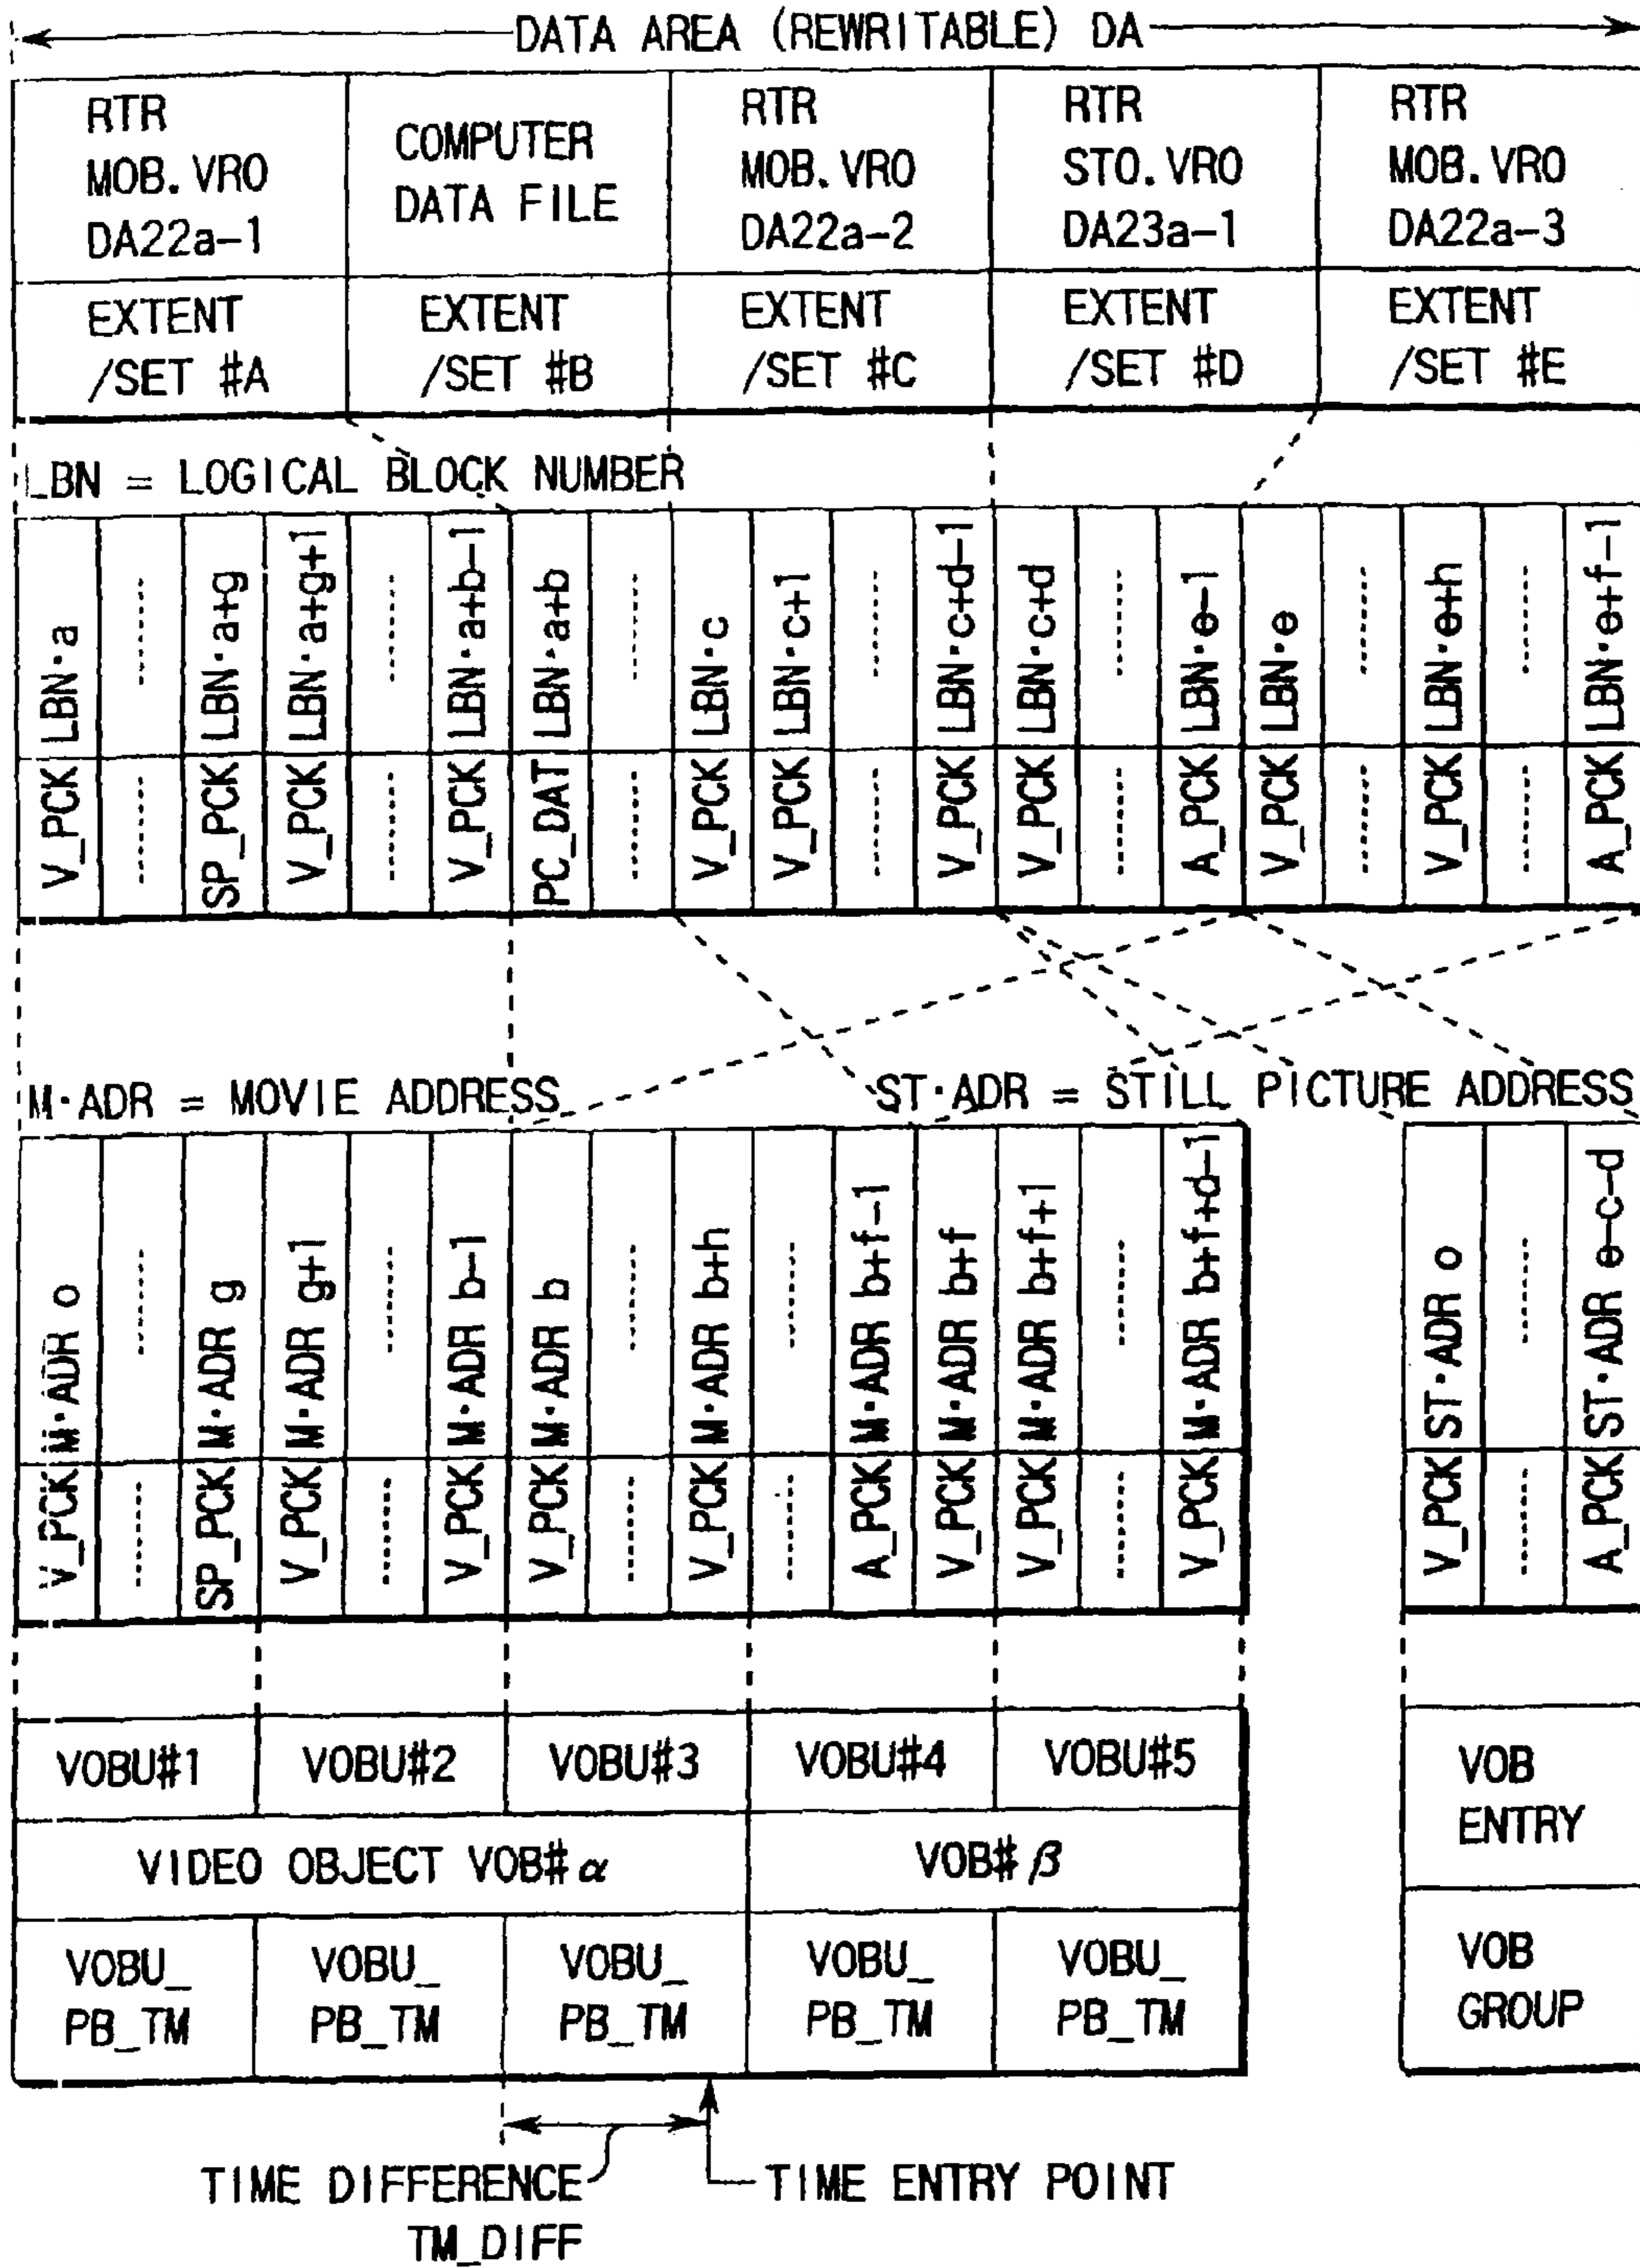 DATA AREA (REWRITABLE) DA
RTR
MOB.VRO
DA22a-1
COMPUTER
DATA FILE
RTR
MOB.VRO
DA22a-2
RTR
STO.VRO
DA23a-1
RTR
MOB.VRO
DA22a-3
EXTENT
/SET #A
EXTENT
/SET #B
EXTENT
/SET #C
EXTENT
/SET #D
EXTENT
/SET #E
LBN = LOGICAL BLOCK NUMBER
V_PCK LBN·a
SP_PCK LBN·a+g
V_PCK LBN·a+g+1
V_PCK LBN·a+b-1
PC_DAT LBN·a+b
V_PCK LBN·c
V_PCK LBN·c+1
V_PCK LBN·c+d-1
V_PCK LBN·c+d
A_PCK LBN·e-1
V_PCK LBN·e
V_PCK LBN·e+h
A_PCK LBN·e+f-1
M·ADR = MOVIE ADDRESS
ST·ADR = STILL PICTURE ADDRESS
V_PCK M·ADR o
SP_PCK M·ADR g
V_PCK M·ADR g+1
V_PCK M·ADR b-1
V_PCK M·ADR b
V_PCK M·ADR b+h
A_PCK M·ADR b+f-1
V_PCK M·ADR b+f
V_PCK M·ADR b+f+1
V_PCK M·ADR b+f+d-1
V_PCK ST·ADR o
A_PCK ST·ADR e-c-d
VOBU#1
VOBU#2
VOBU#3
VOBU#4
VOBU#5
VOB
ENTRY
VIDEO OBJECT VOB#α
VOB#β
VOBU_
PB_TM
VOBU_
PB_TM
VOBU_
PB_TM
VOBU_
PB_TM
VOBU_
PB_TM
VOB
GROUP
TIME DIFFERENCE
TM_DIFF
TIME ENTRY POINT